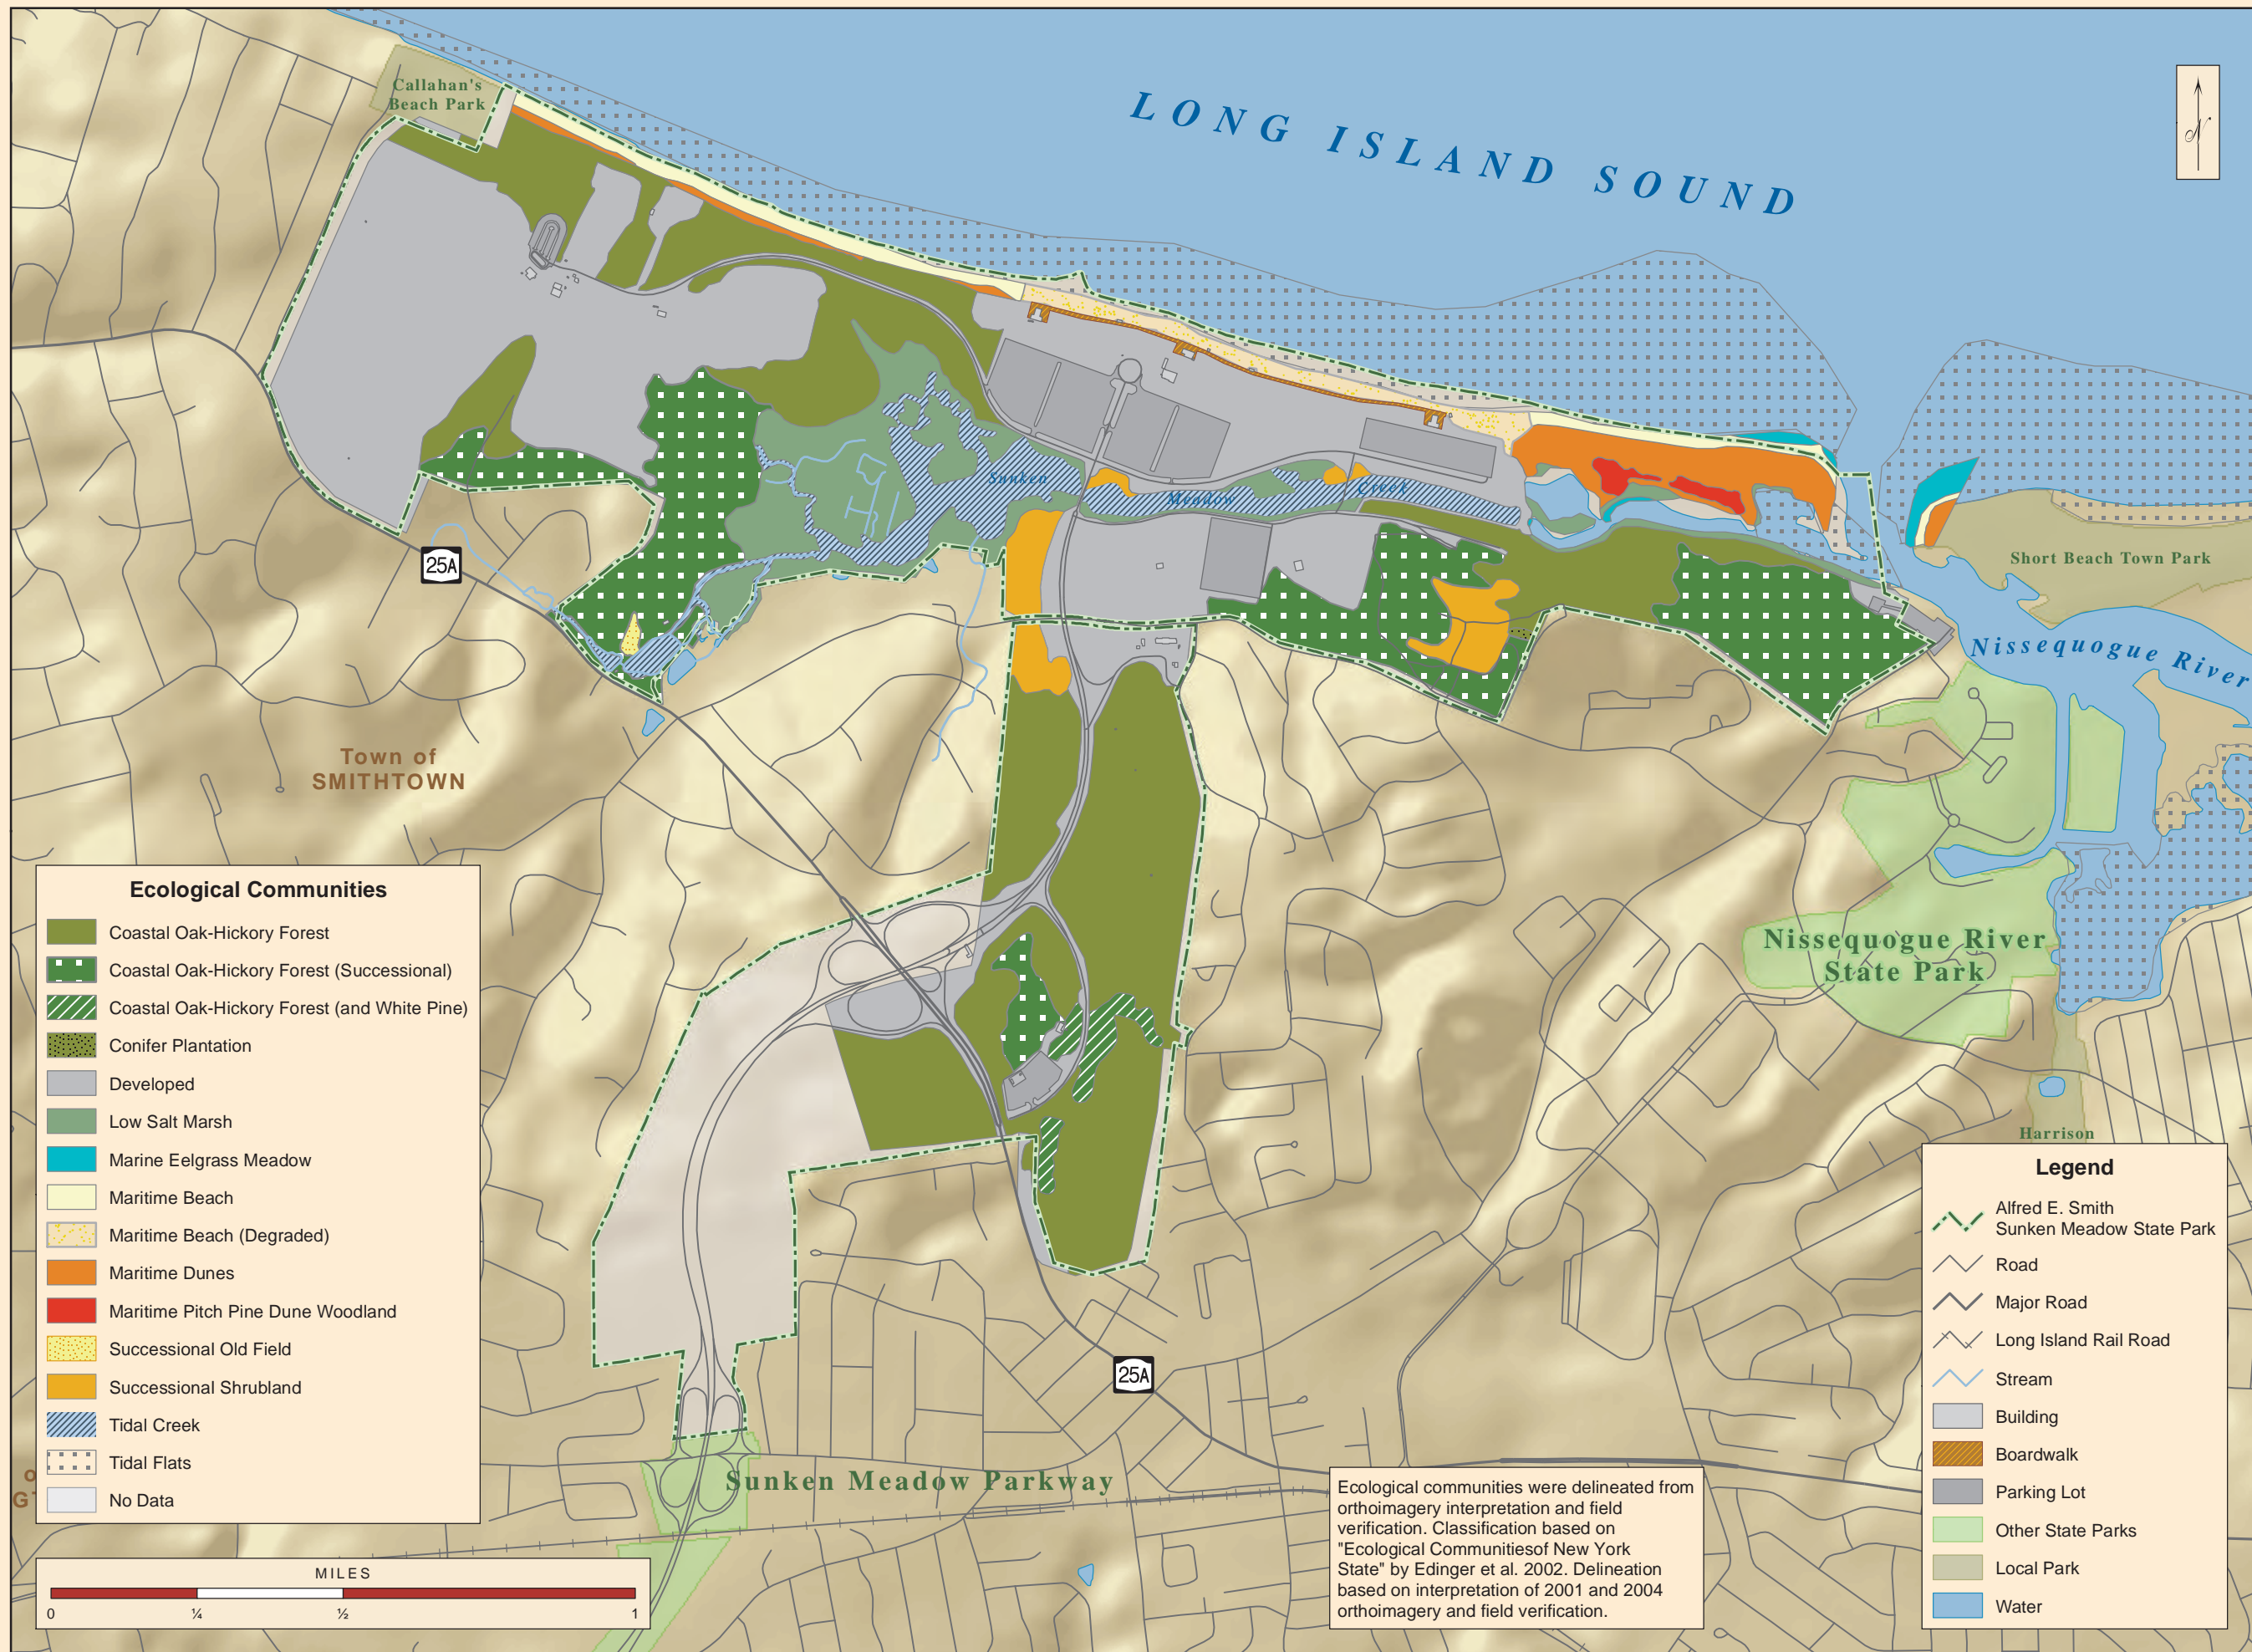 Callahan's
Beach Park
LONG ISLAND SOUND
N
Sunken
Meadow
Creek
25A
Short Beach Town Park
Nissequogue River
Town of
SMITHTOWN
Nissequogue River
State Park
Harrison
25A
Sunken Meadow Parkway
Ecological Communities
Coastal Oak-Hickory Forest
Coastal Oak-Hickory Forest (Successional)
Coastal Oak-Hickory Forest (and White Pine)
Conifer Plantation
Developed
Low Salt Marsh
Marine Eelgrass Meadow
Maritime Beach
Maritime Beach (Degraded)
Maritime Dunes
Maritime Pitch Pine Dune Woodland
Successional Old Field
Successional Shrubland
Tidal Creek
Tidal Flats
No Data
MILES
0 ¼ ½ 1
Ecological communities were delineated from
orthoimagery interpretation and field
verification. Classification based on
"Ecological Communitiesof New York
State" by Edinger et al. 2002. Delineation
based on interpretation of 2001 and 2004
orthoimagery and field verification.
Legend
Alfred E. Smith
Sunken Meadow State Park
Road
Major Road
Long Island Rail Road
Stream
Building
Boardwalk
Parking Lot
Other State Parks
Local Park
Water